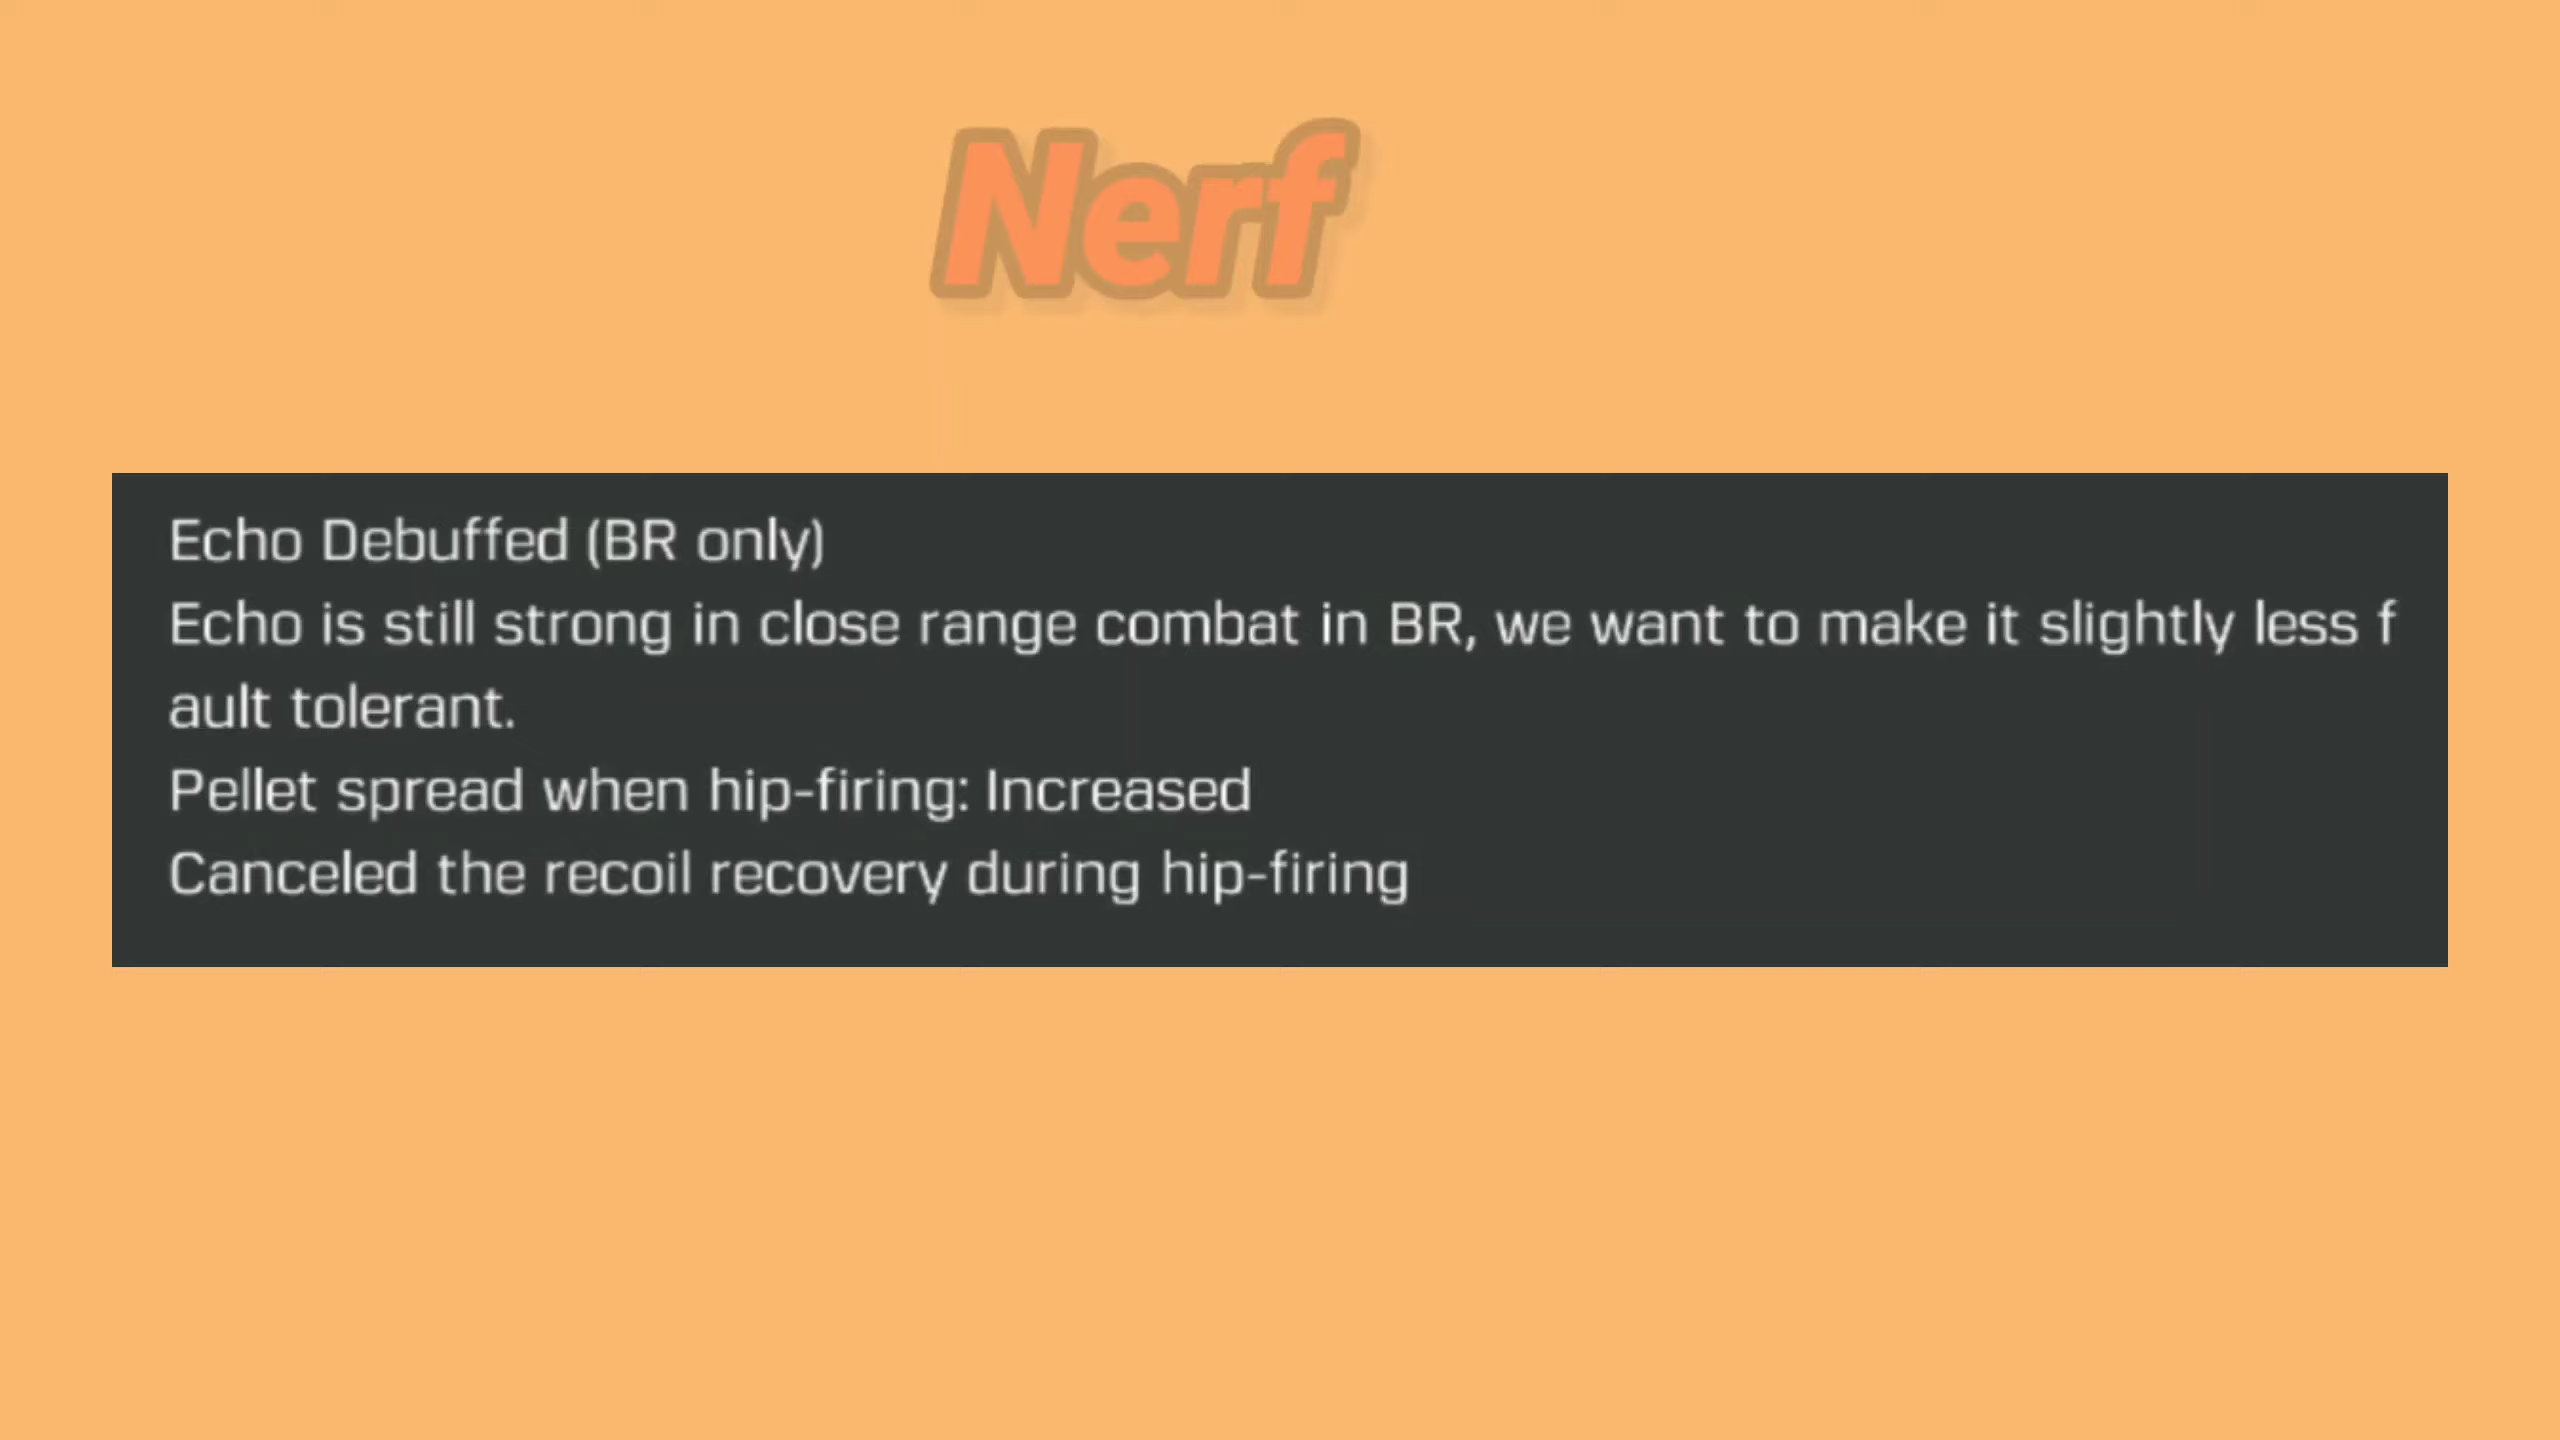 Nerf
Echo Debuffed (BR only)
Echo is still strong in close range combat in BR, we want to make it slightly less f
ault tolerant.
Pellet spread when hip-firing: Increased
Canceled the recoil recovery during hip-firing